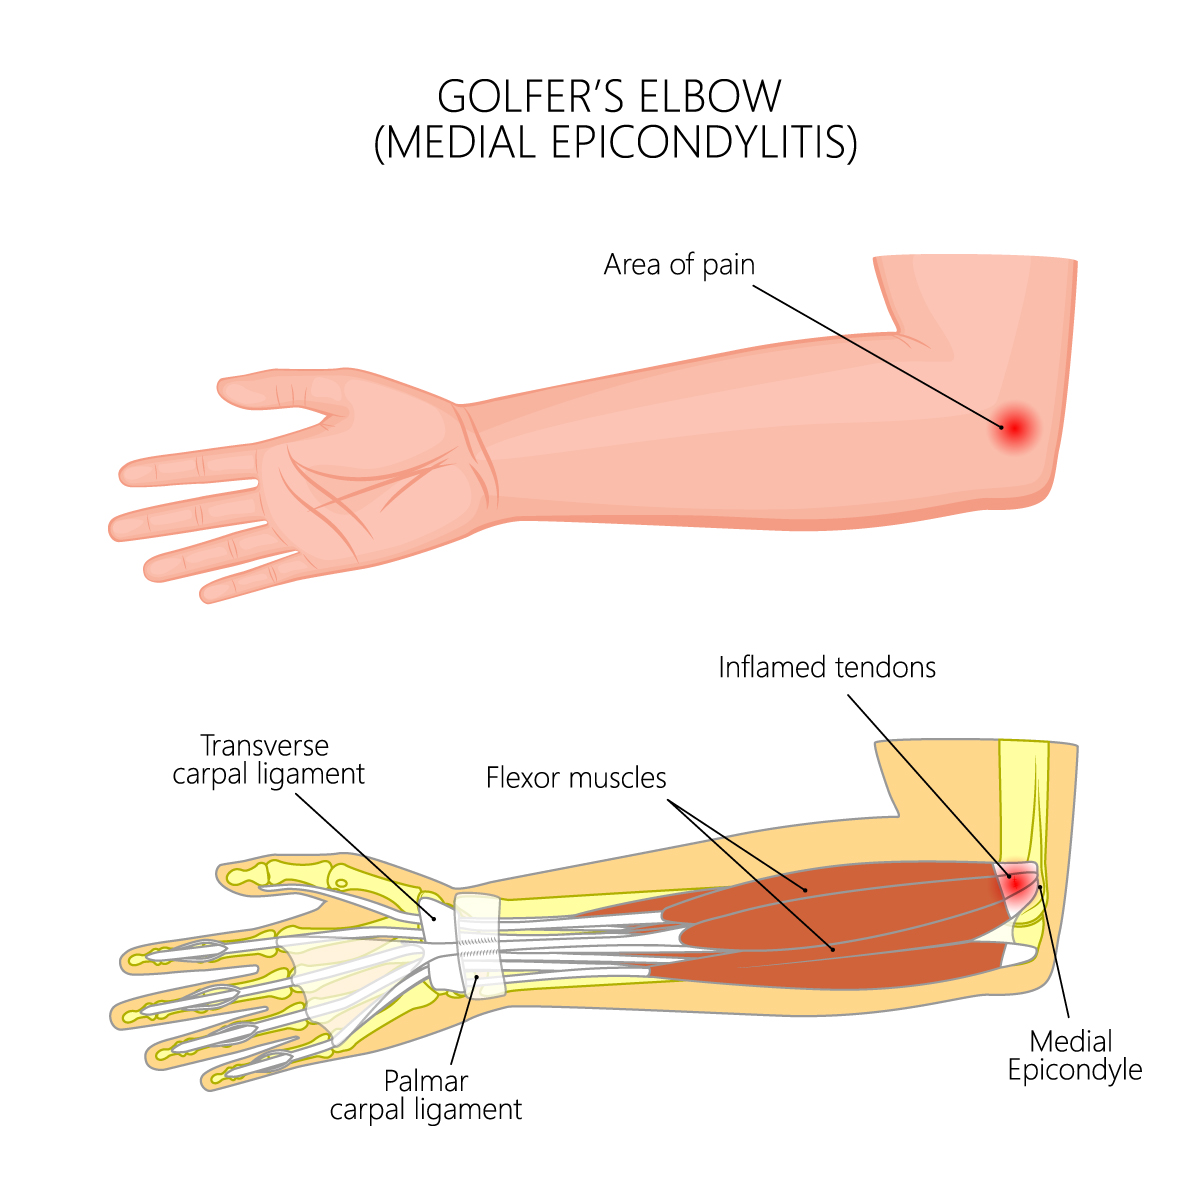 GOLFER’S ELBOW
(MEDIAL EPICONDYLITIS)
Area of pain
Inflamed tendons
Transverse
carpal ligament
Flexor muscles
Medial
Epicondyle
Palmar
carpal ligament